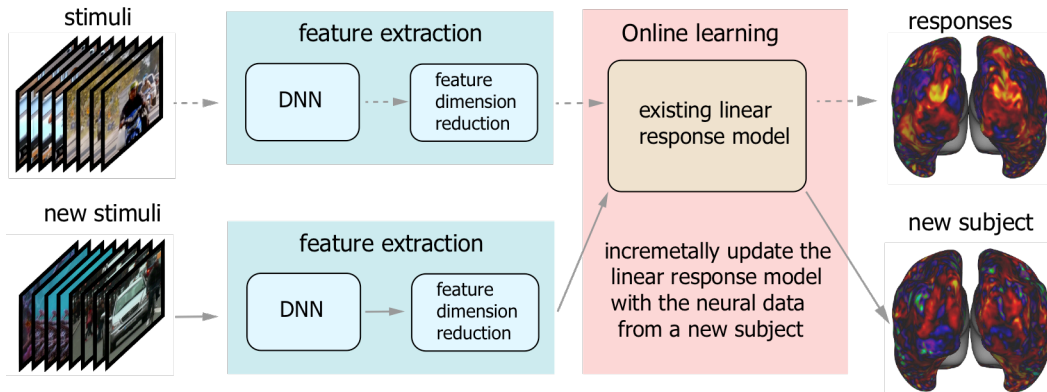 stimuli
feature extraction
DNN
feature
dimension
reduction
Online learning
existing linear
response model
responses
new stimuli
feature extraction
DNN
feature
dimension
reduction
incremetally update the
linear response model
with the neural data
from a new subject
new subject